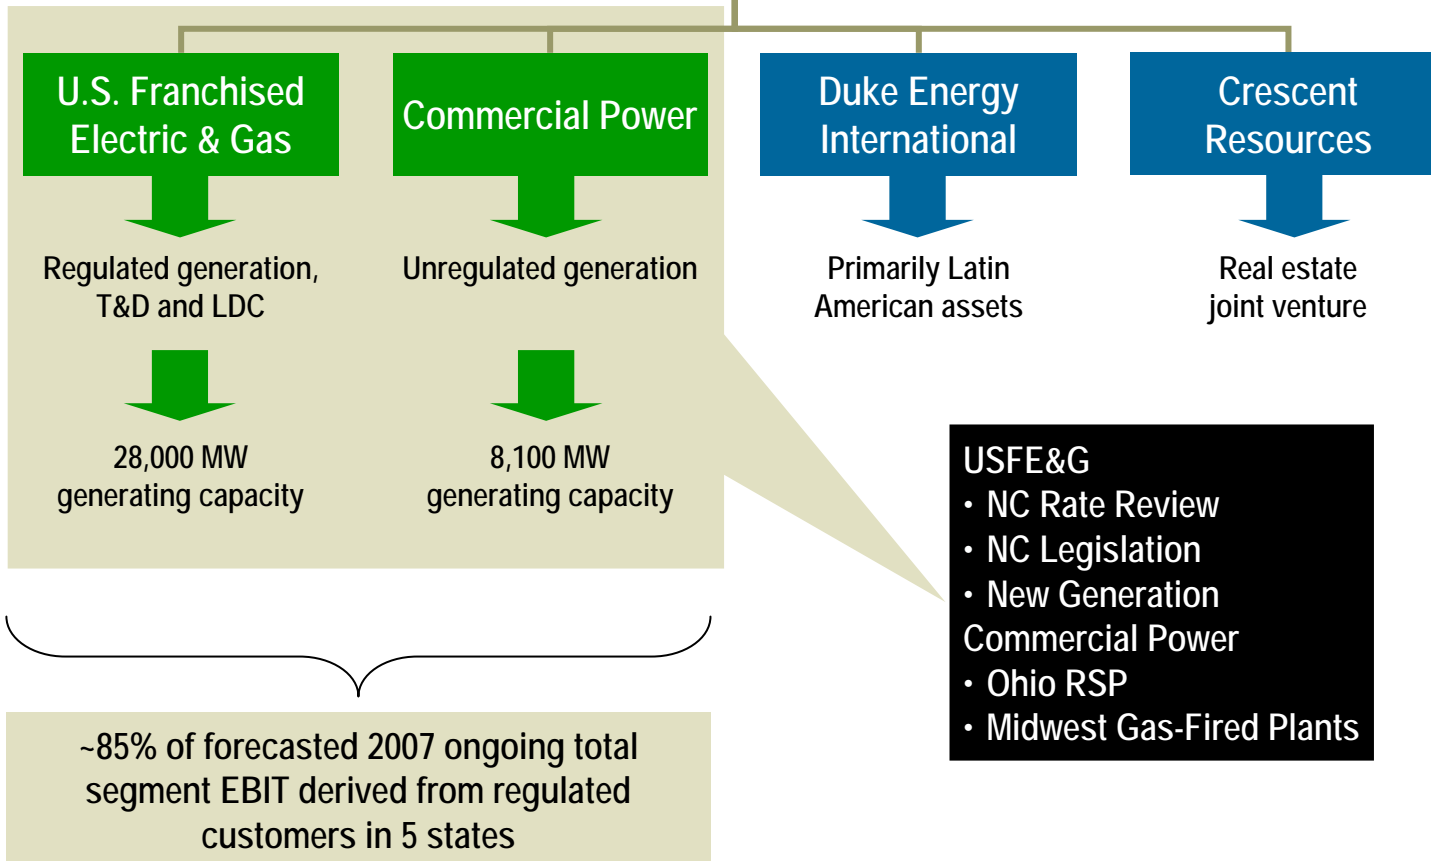 U.S. Franchised
Electric & Gas
Commercial Power
Duke Energy
International
Crescent
Resources
Regulated generation,
T&D and LDC
Unregulated generation
Primarily Latin
American assets
Real estate
joint venture
28,000 MW
generating capacity
8,100 MW
generating capacity
USFE&G
• NC Rate Review
• NC Legislation
• New Generation
Commercial Power
• Ohio RSP
• Midwest Gas-Fired Plants
~85% of forecasted 2007 ongoing total
segment EBIT derived from regulated
customers in 5 states